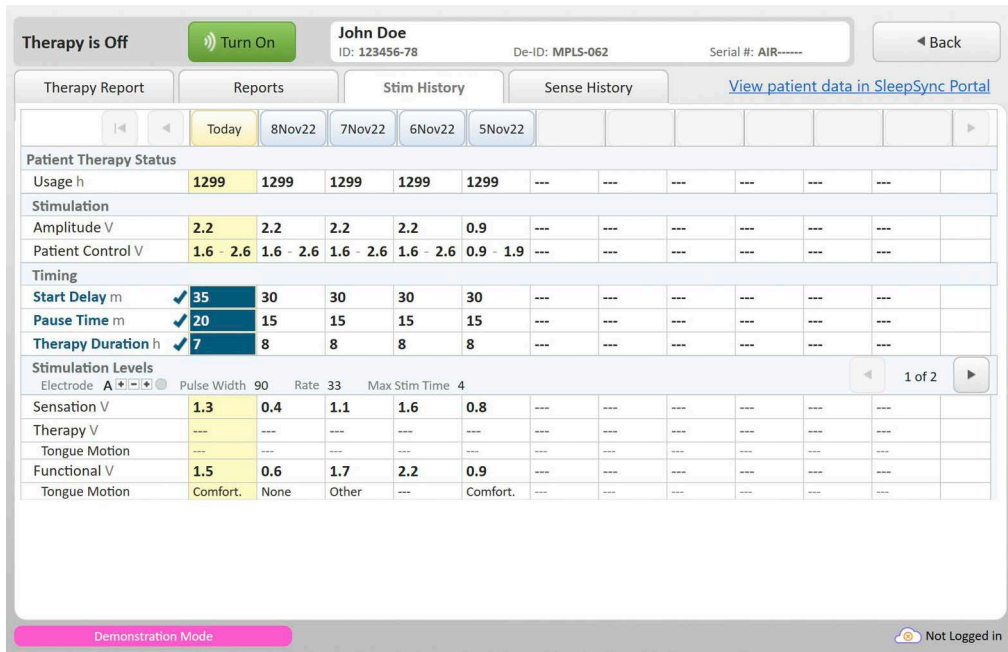 Therapy is Off
Turn On
John Doe
ID: 123456-78 De-ID: MPLS-062 Serial #: AIR------
Back
Therapy Report Reports Stim History Sense History View patient data in SleepSync Portal
Today 8Nov22 7Nov22 6Nov22 5Nov22
Patient Therapy Status
Usage h 1299 1299 1299 1299 1299 --- --- --- --- --- ---
Stimulation
Amplitude V 2.2 2.2 2.2 2.2 0.9 --- --- --- --- --- ---
Patient Control V 1.6 - 2.6 1.6 - 2.6 1.6 - 2.6 1.6 - 2.6 0.9 - 1.9 --- --- --- --- --- ---
Timing
Start Delay m 35 30 30 30 30 --- --- --- --- --- ---
Pause Time m 20 15 15 15 15 --- --- --- --- --- ---
Therapy Duration h 7 8 8 8 8 --- --- --- --- --- ---
Stimulation Levels
Electrode A + - + Pulse Width 90 Rate 33 Max Stim Time 4 1 of 2
Sensation V 1.3 0.4 1.1 1.6 0.8 --- --- --- --- --- ---
Therapy V --- --- --- --- --- --- --- --- --- --- ---
Tongue Motion --- --- --- --- --- --- --- --- --- --- ---
Functional V 1.5 0.6 1.7 2.2 0.9 --- --- --- --- --- ---
Tongue Motion Comfort. None Other --- Comfort. --- --- --- --- --- ---
Demonstration Mode
Not Logged in